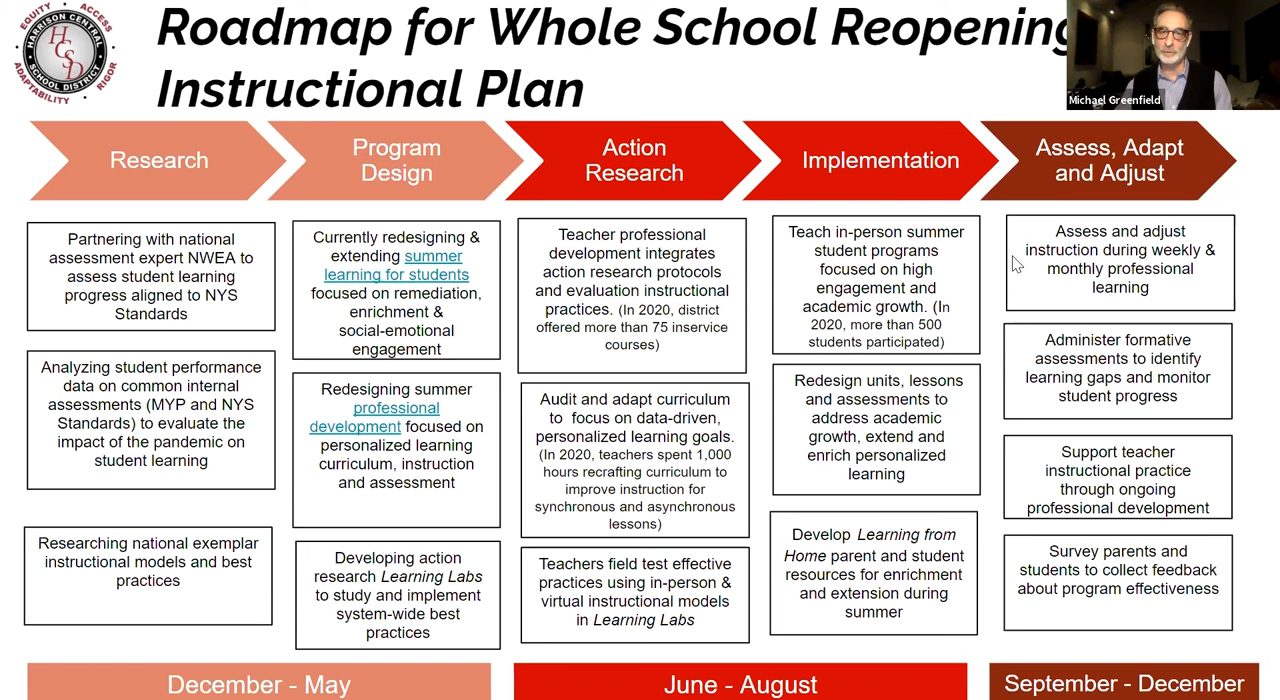 EQUITY ACCESS
HARRISON CENTRAL
HCSD
SCHOOL DISTRICT
ADAPTABILITY RIGOR
Roadmap for Whole School Reopening
Instructional Plan
Michael Greenfield
Research
Program
Design
Action
Research
Implementation
Assess, Adapt
and Adjust
Partnering with national
assessment expert NWEA to
assess student learning
progress aligned to NYS
Standards
Analyzing student performance
data on common internal
assessments (MYP and NYS
Standards) to evaluate the
impact of the pandemic on
student learning
Researching national exemplar
instructional models and best
practices
Currently redesigning &
extending summer
learning for students
focused on remediation,
enrichment &
social-emotional
engagement
Redesigning summer
professional
development focused on
personalized learning
curriculum, instruction
and assessment
Developing action
research Learning Labs
to study and implement
system-wide best
practices
Teacher professional
development integrates
action research protocols
and evaluation instructional
practices. (In 2020, district
offered more than 75 inservice
courses)
Audit and adapt curriculum
to focus on data-driven,
personalized learning goals.
(In 2020, teachers spent 1,000
hours recrafting curriculum to
improve instruction for
synchronous and asynchronous
lessons)
Teachers field test effective
practices using in-person &
virtual instructional models
in Learning Labs
Teach in-person summer
student programs
focused on high
engagement and
academic growth. (In
2020, more than 500
students participated)
Redesign units, lessons
and assessments to
address academic
growth, extend and
enrich personalized
learning
Develop Learning from
Home parent and student
resources for enrichment
and extension during
summer
Assess and adjust
instruction during weekly &
monthly professional
learning
Administer formative
assessments to identify
learning gaps and monitor
student progress
Support teacher
instructional practice
through ongoing
professional development
Survey parents and
students to collect feedback
about program effectiveness
December - May
June - August
September - December